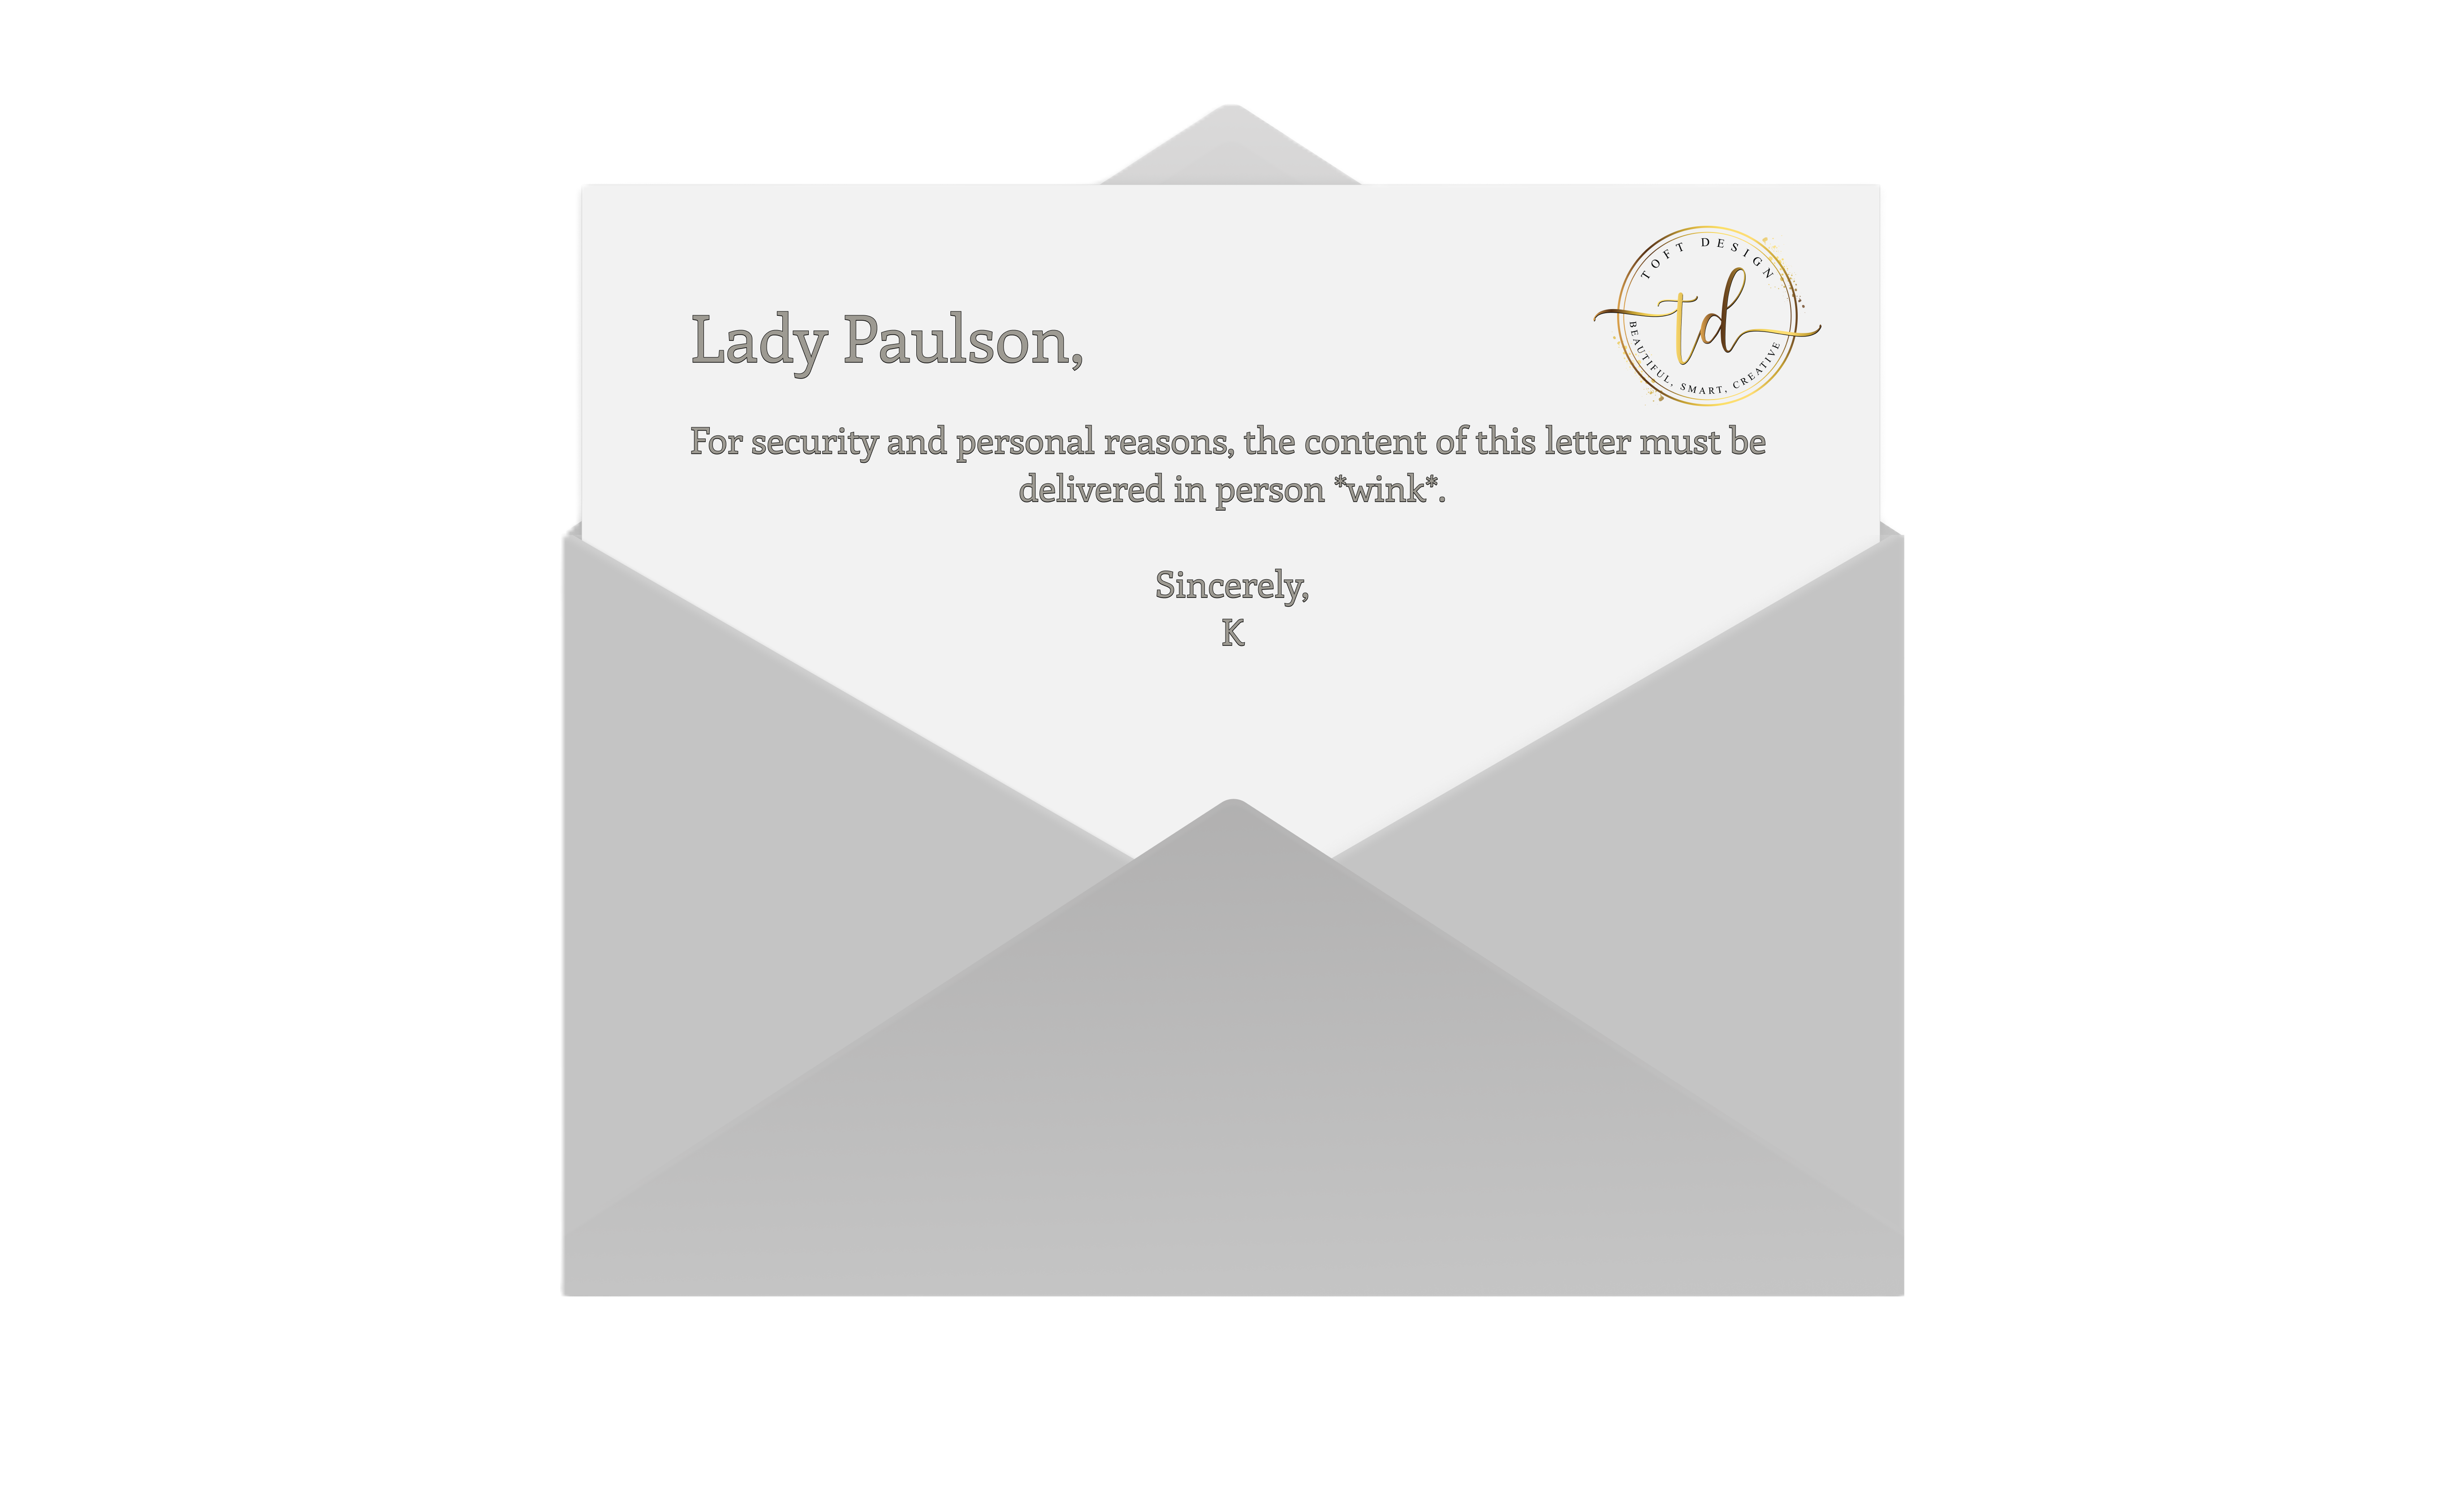 TOFT DESIGN
td
BEAUTIFUL, SMART, CREATIVE
Lady Paulson,
For security and personal reasons, the content of this letter must be
delivered in person *wink*.
Sincerely,
K